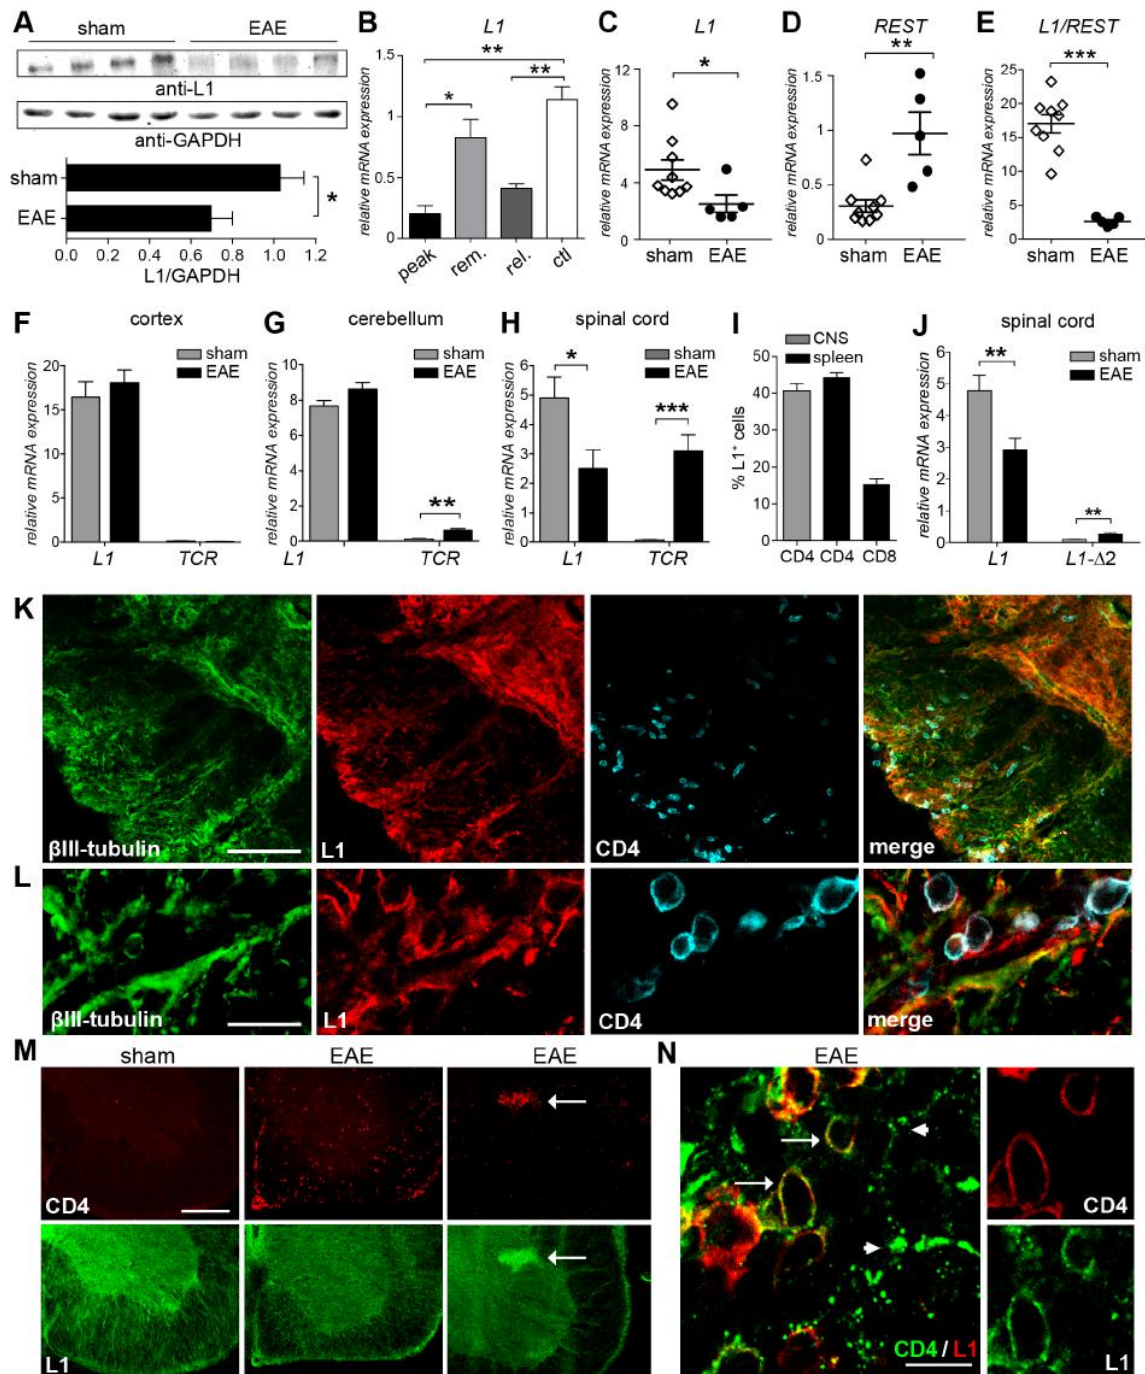 A
sham EAE
anti-L1
anti-GAPDH
sham
EAE
*
0.0 0.2 0.4 0.6 0.8 1.0 1.2
L1/GAPDH
B
L1
relative mRNA expression
1.5
1
0.5
0
**
**
*
peak rem. rel. ctl
C
L1
relative mRNA expression
12
8
4
0
*
sham EAE
D
REST
relative mRNA expression
1.5
1
0.5
0
**
sham EAE
E
L1/REST
relative mRNA expression
25
20
15
10
5
0
***
sham EAE
F
cortex
sham
EAE
relative mRNA expression
20
15
10
5
0
L1 TCR
G
cerebellum
sham
EAE
relative mRNA expression
10
8
6
4
2
0
**
L1 TCR
H
spinal cord
sham
EAE
relative mRNA expression
6
5
4
3
2
1
0
*
***
L1 TCR
I
CNS
spleen
% L1+ cells
50
40
30
20
10
0
CD4 CD4 CD8
J
spinal cord
sham
EAE
relative mRNA expression
6
5
4
3
2
1
0
**
**
L1 L1-Δ2
K
βIII-tubulin L1 CD4 merge
L
βIII-tubulin L1 CD4 merge
M
sham EAE EAE
CD4
L1
N
EAE
CD4 / L1
CD4
L1